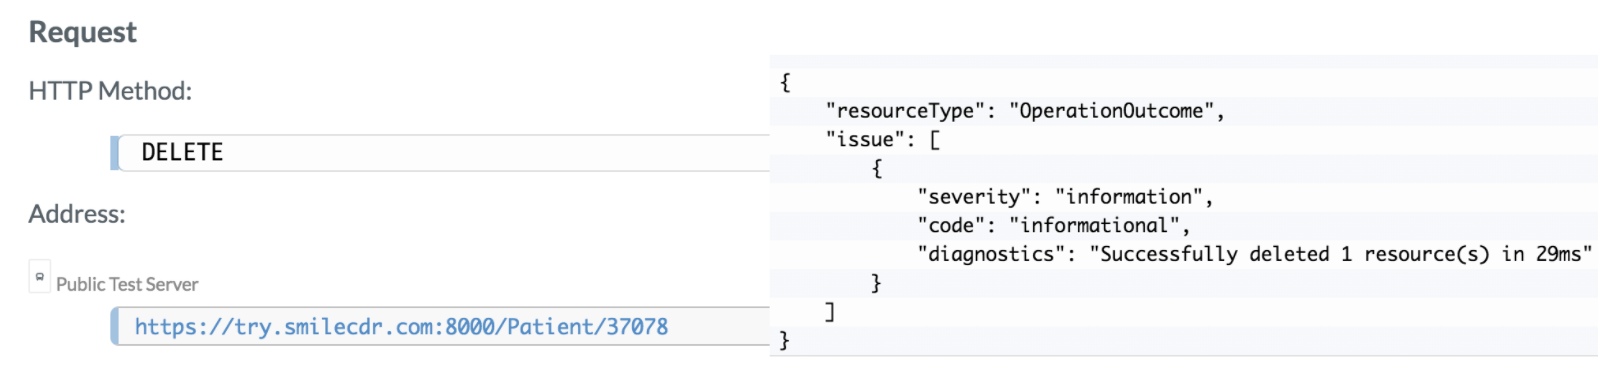 Request
HTTP Method:
DELETE
Address:
Public Test Server
https://try.smilecdr.com:8000/Patient/37078
{
    "resourceType": "OperationOutcome",
    "issue": [
        {
            "severity": "information",
            "code": "informational",
            "diagnostics": "Successfully deleted 1 resource(s) in 29ms"
        }
    ]
}